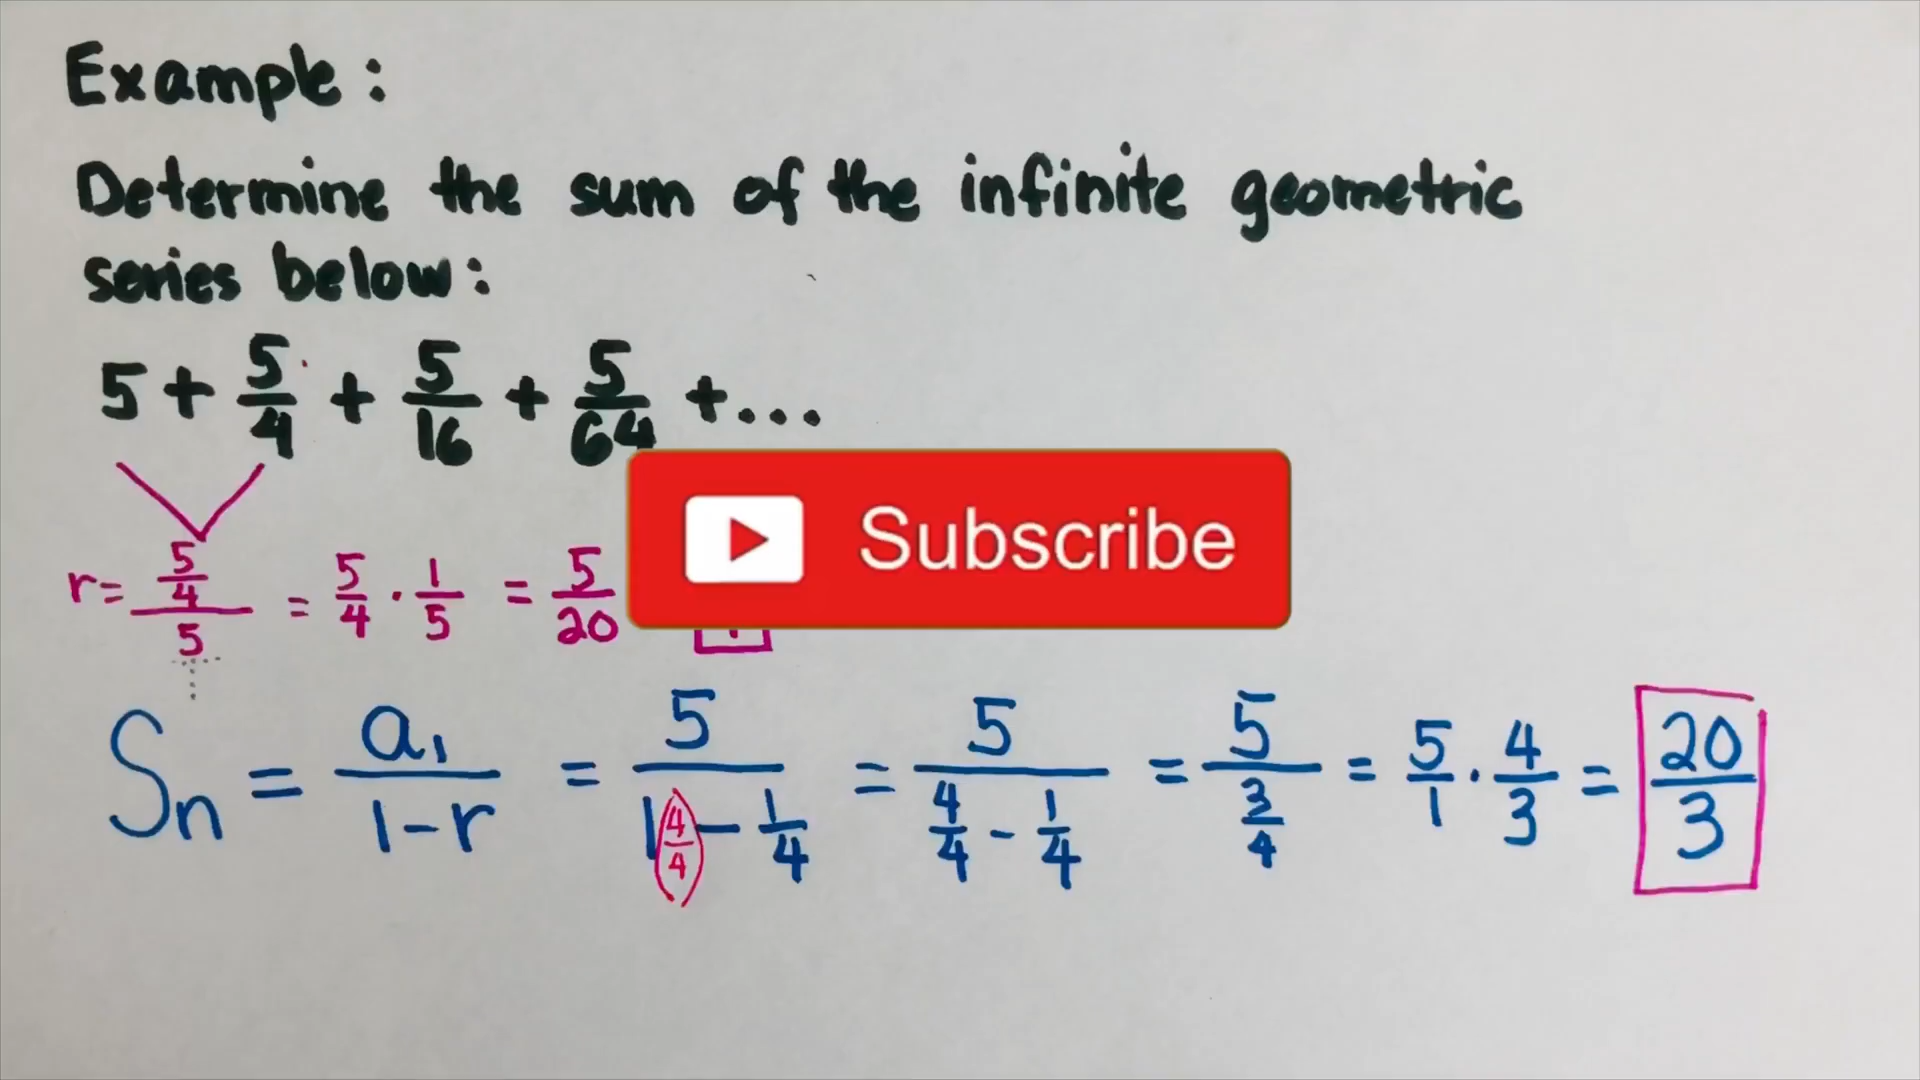 Example:
Determine the sum of the infinite geometric
series below:
5 + 5/4 + 5/16 + 5/64 + ...
Subscribe
r = 5/4 / 5 = 5/4 · 1/5 = 5/20
Sn = a1 / 1-r = 5 / 1 4/4 - 1/4 = 5 / 4/4 - 1/4 = 5 / 3/4 = 5/1 · 4/3 = 20/3